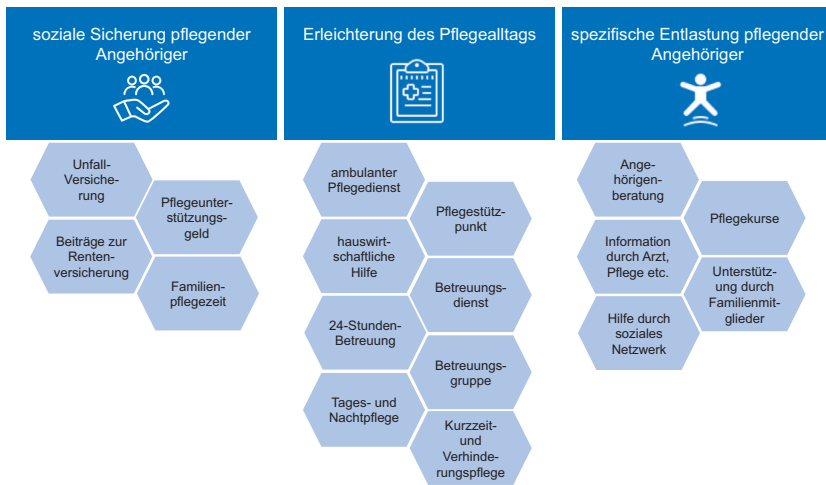 soziale Sicherung pflegender
Angehöriger
Unfall-
Versiche-
rung
Pflegeunter-
stützungs-
geld
Beiträge zur
Renten-
versicherung
Familien-
pflegezeit
Erleichterung des Pflegealltags
ambulanter
Pflegedienst
Pflegestütz-
punkt
hauswirt-
schaftliche
Hilfe
Betreuungs-
dienst
24-Stunden-
Betreuung
Betreuungs-
gruppe
Tages- und
Nachtpflege
Kurzzeit-
und
Verhinde-
rungspflege
spezifische Entlastung pflegender
Angehöriger
Ange-
hörigen-
beratung
Pflegekurse
Information
durch Arzt,
Pflege etc.
Unterstütz-
ung durch
Familienmit-
glieder
Hilfe durch
soziales
Netzwerk